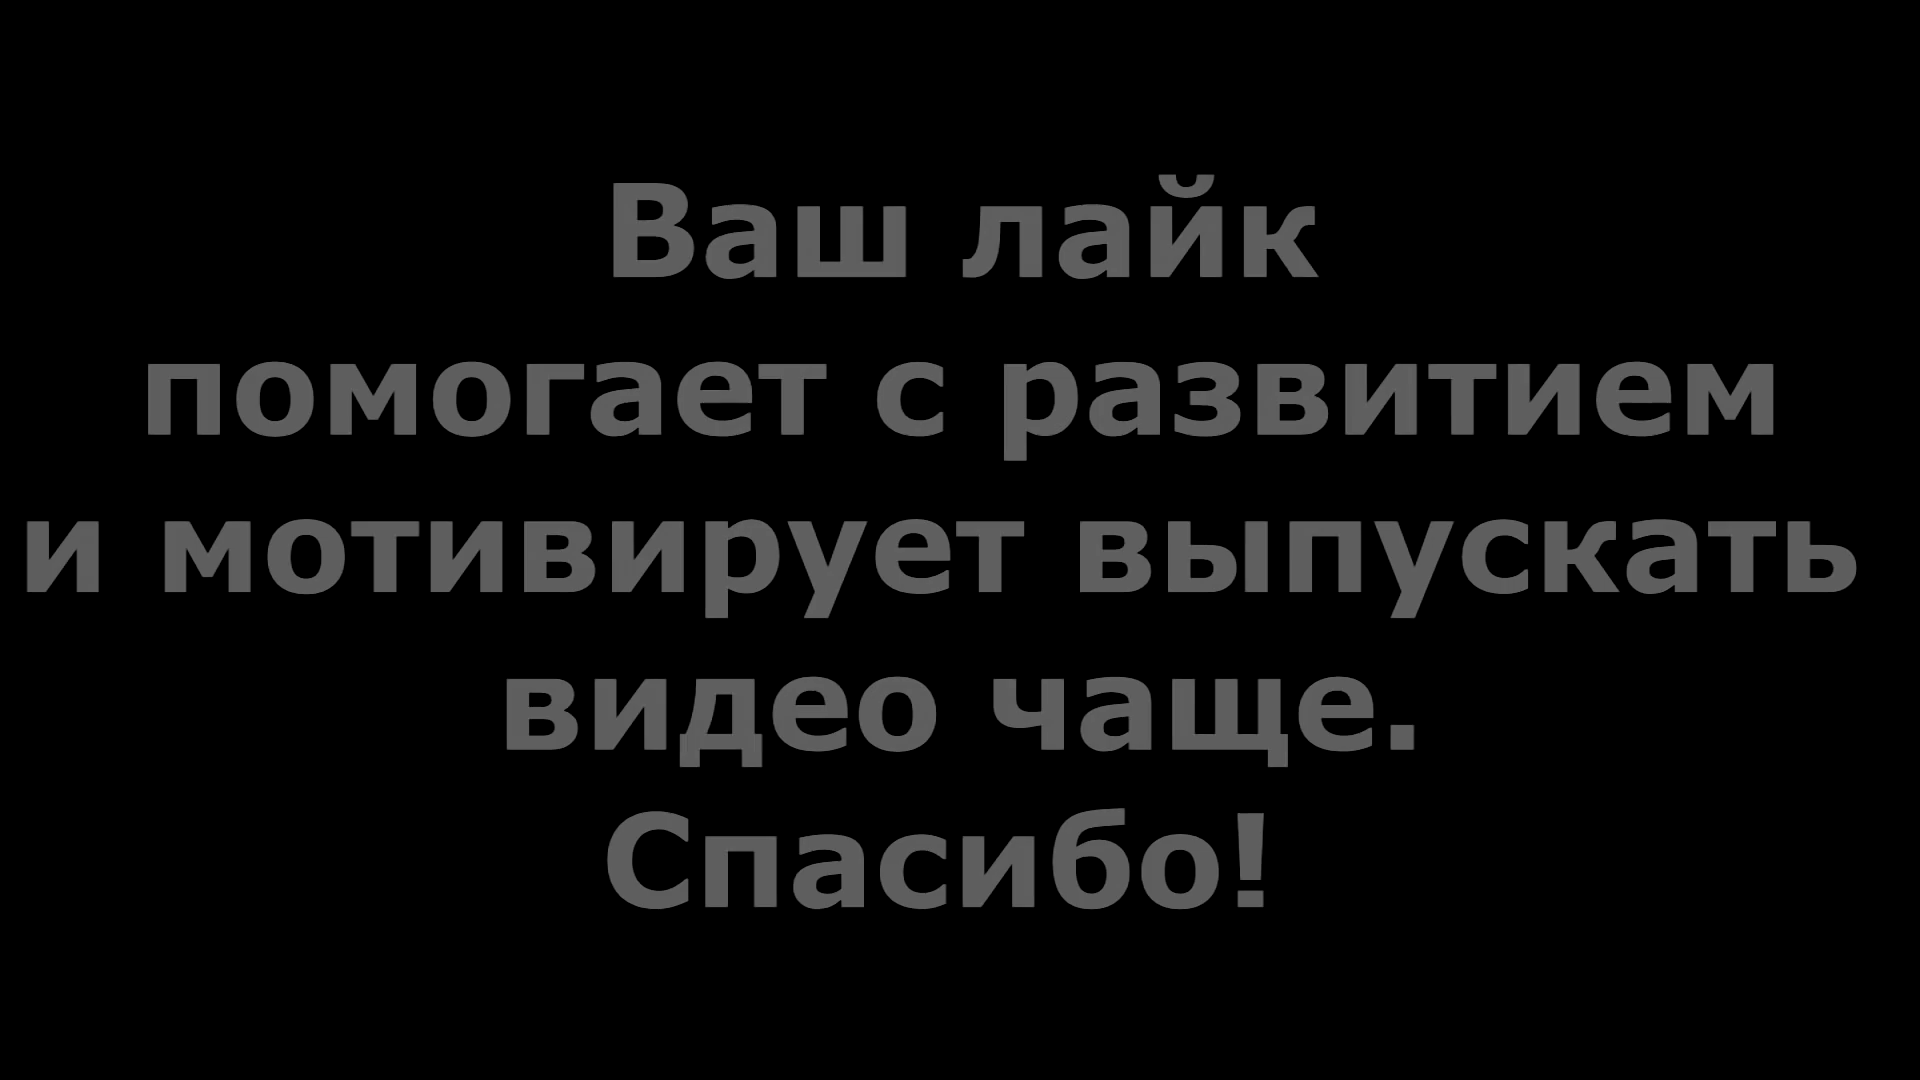 Ваш лайк
помогает с развитием
и мотивирует выпускать
видео чаще.
Спасибо!